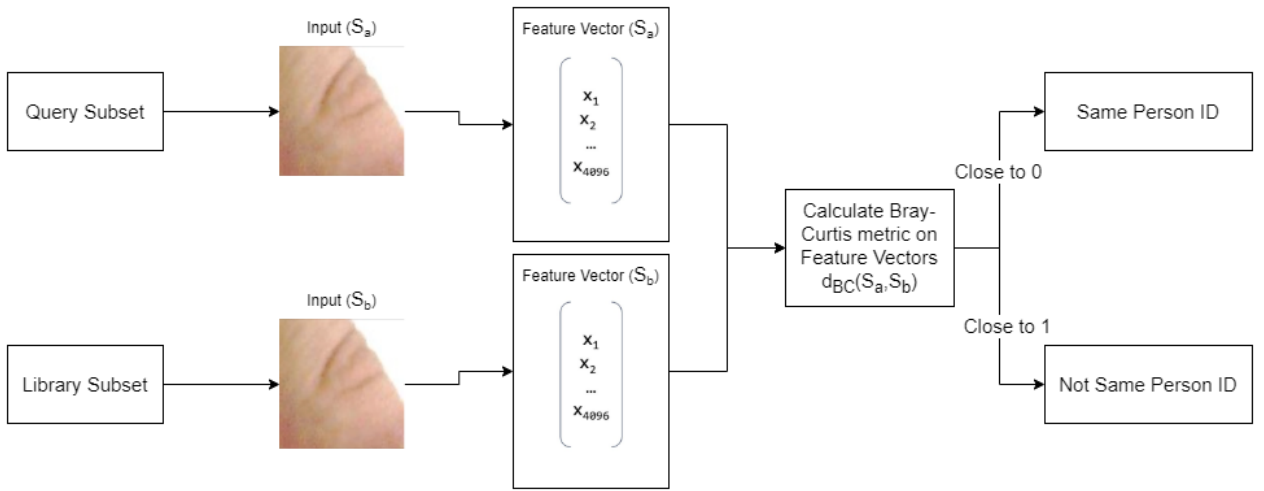 Query Subset
Input (Sa)
Feature Vector (Sa)
x1
x2
...
x4096
Library Subset
Input (Sb)
Feature Vector (Sb)
x1
x2
...
x4096
Calculate Bray-
Curtis metric on
Feature Vectors
dBC(Sa,Sb)
Close to 0
Same Person ID
Close to 1
Not Same Person ID